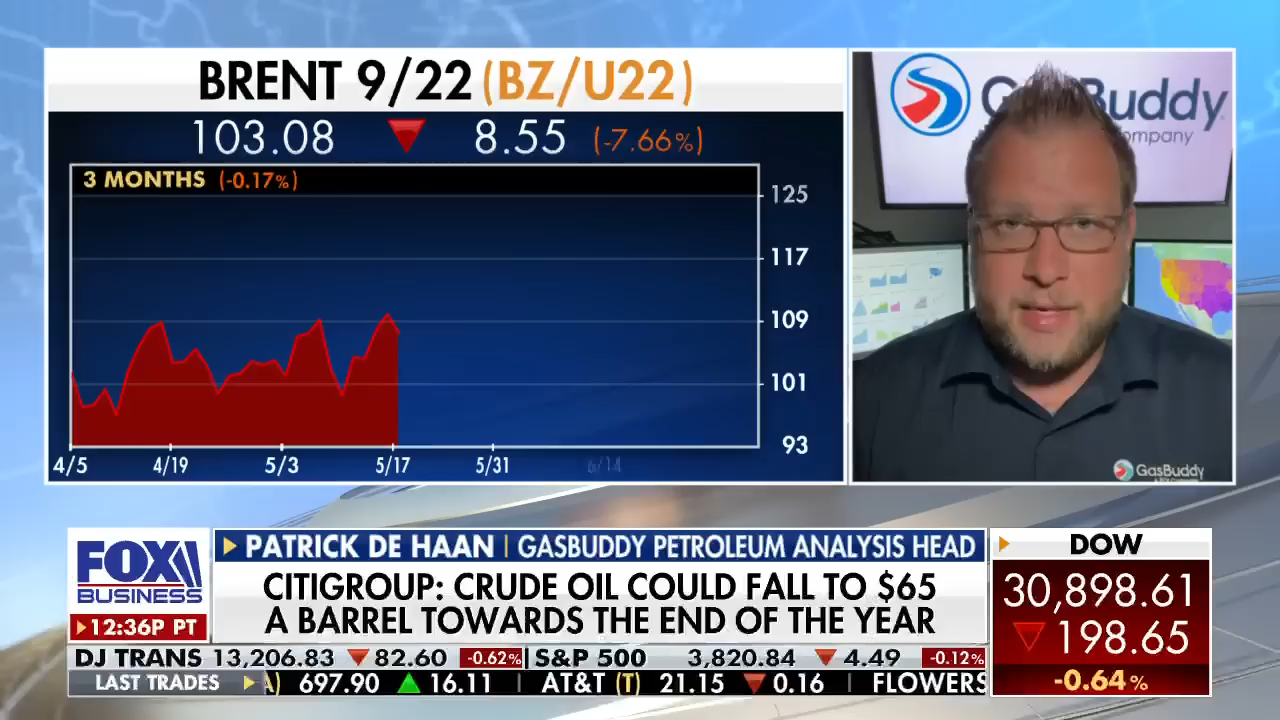 BRENT 9/22 (BZ/U22)
103.08 8.55 (-7.66%)
3 MONTHS (-0.17%)
125
117
109
101
93
4/5 4/19 5/3 5/17 5/31 6/14
GasBuddy
ompany
GasBuddy
FOX
BUSINESS
12:36P PT
PATRICK DE HAAN | GASBUDDY PETROLEUM ANALYSIS HEAD
CITIGROUP: CRUDE OIL COULD FALL TO $65
A BARREL TOWARDS THE END OF THE YEAR
DOW
30,898.61
198.65
-0.64%
DJ TRANS 13,206.83 82.60 -0.62% S&P 500 3,820.84 4.49 -0.12%
LAST TRADES A) 697.90 16.11 | AT&T (T) 21.15 0.16 | FLOWERS